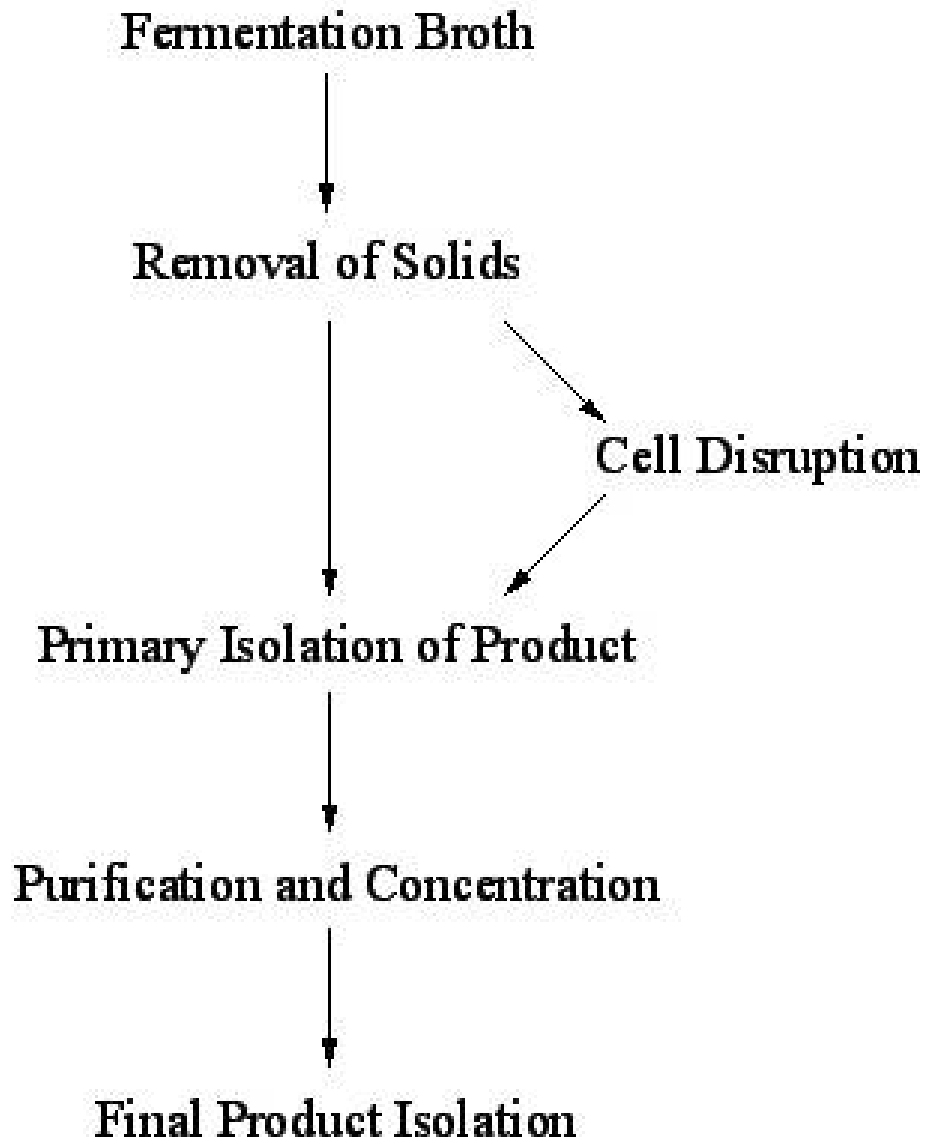 Fermentation Broth
Removal of Solids
Cell Disruption
Primary Isolation of Product
Purification and Concentration
Final Product Isolation